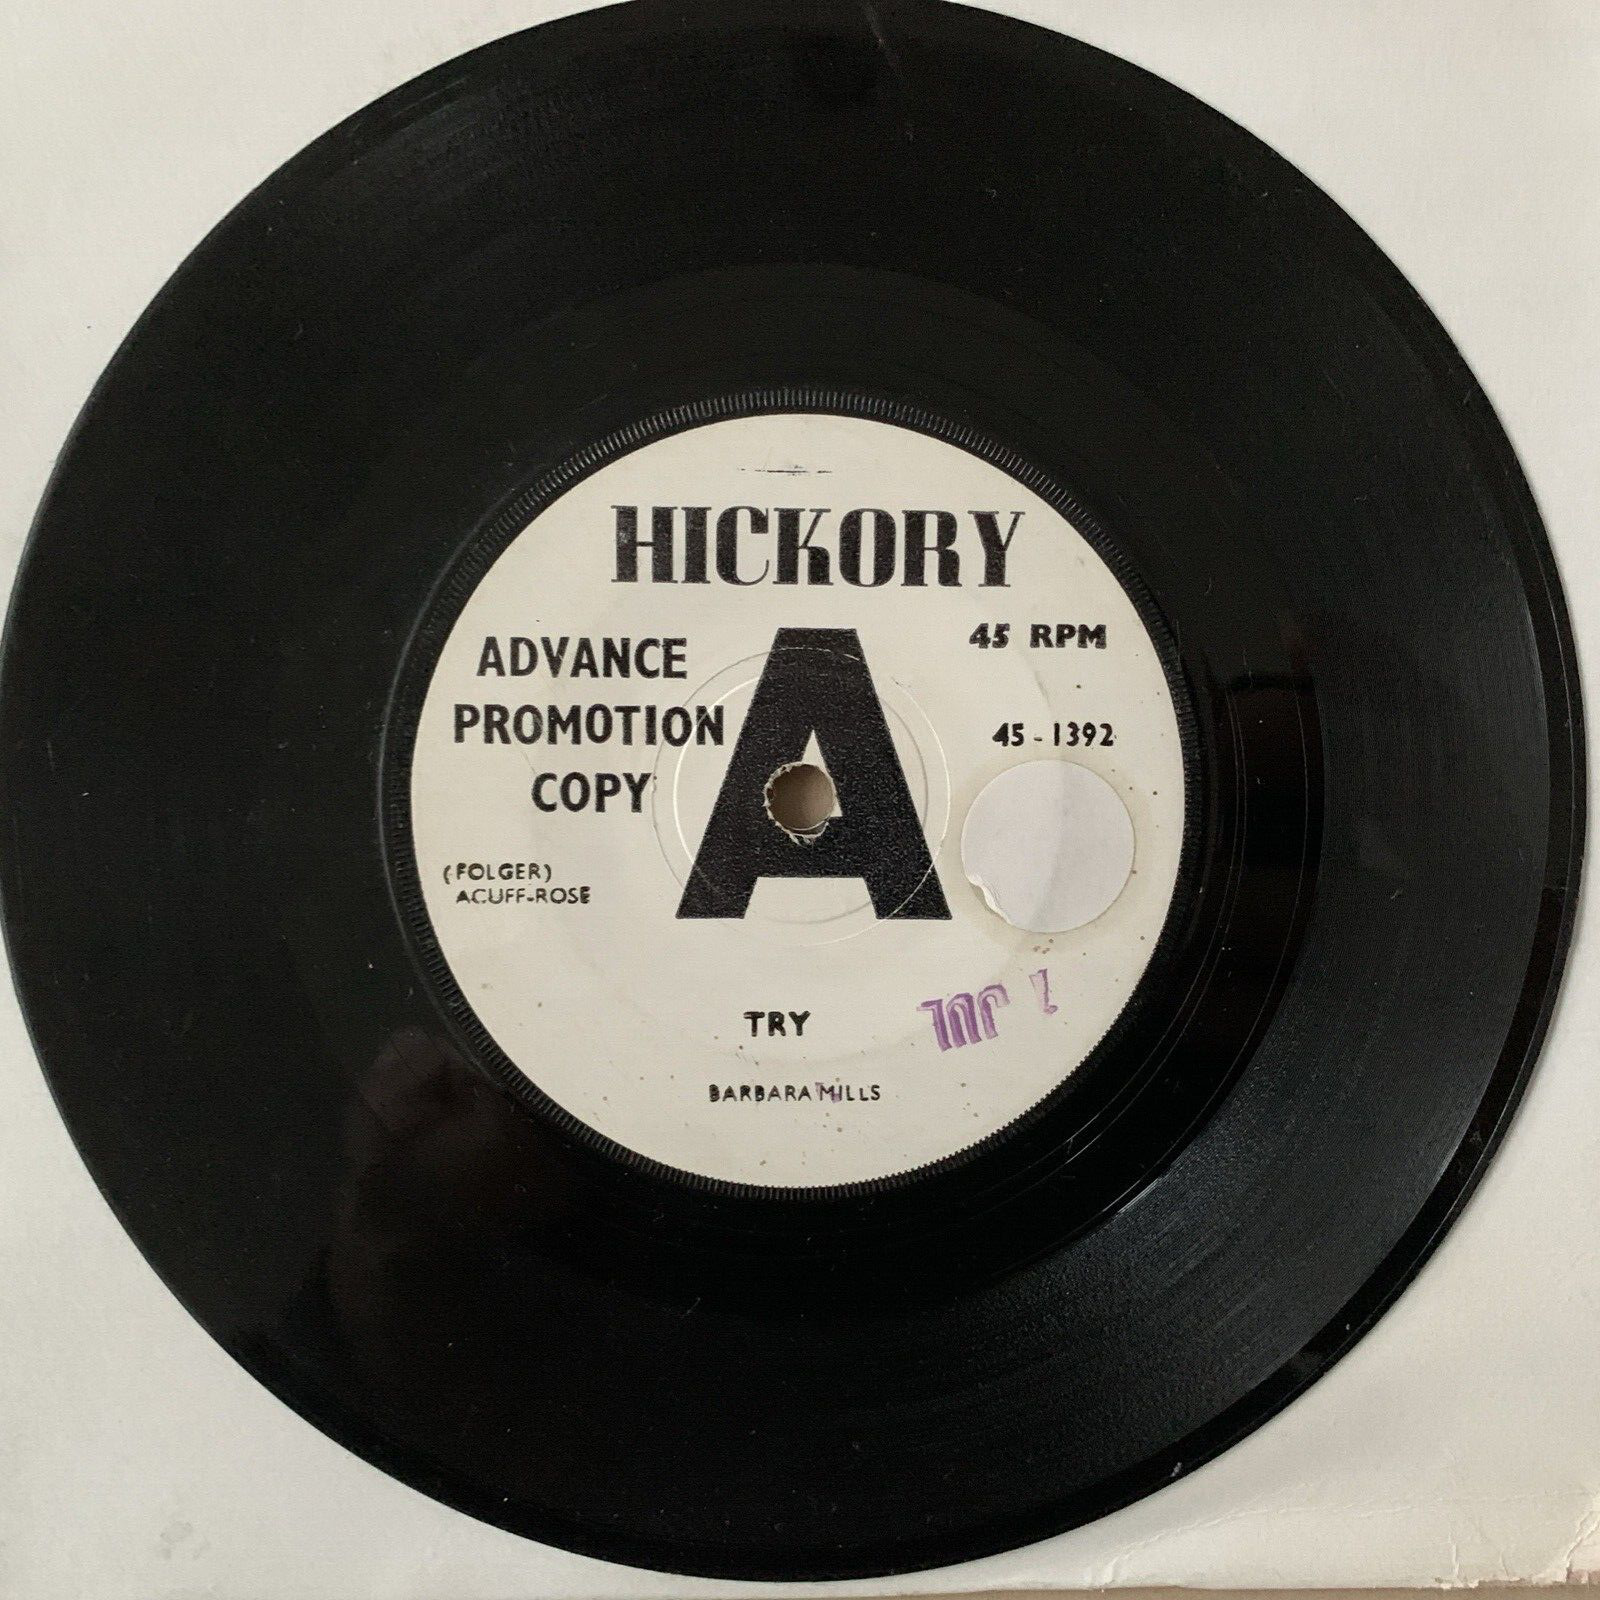 HICKORY
ADVANCE
PROMOTION
COPY
A
45 RPM
45 - 1392
(FOLGER)
ACUFF-ROSE
TRY
BARBARA MILLS